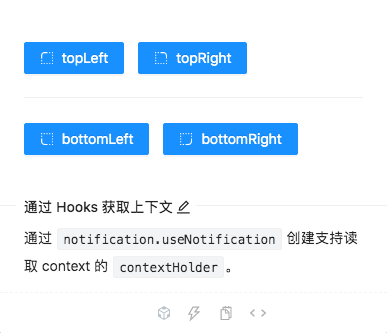 topLeft topRight
bottomLeft bottomRight
通过 Hooks 获取上下文
通过 notification.useNotification 创建支持读
取 context 的 contextHolder 。